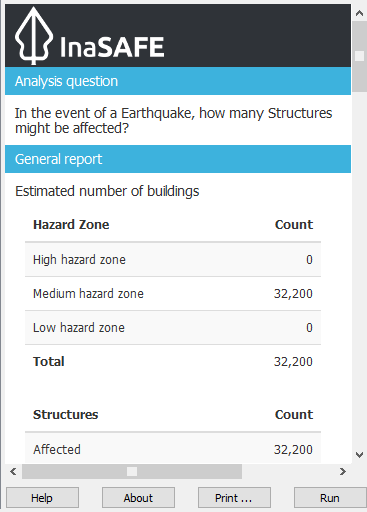 InaSAFE
Analysis question
In the event of a Earthquake, how many Structures
might be affected?
General report
Estimated number of buildings
Hazard Zone Count
High hazard zone 0
Medium hazard zone 32,200
Low hazard zone 0
Total 32,200
Structures Count
Affected 32,200
Help About Print ... Run